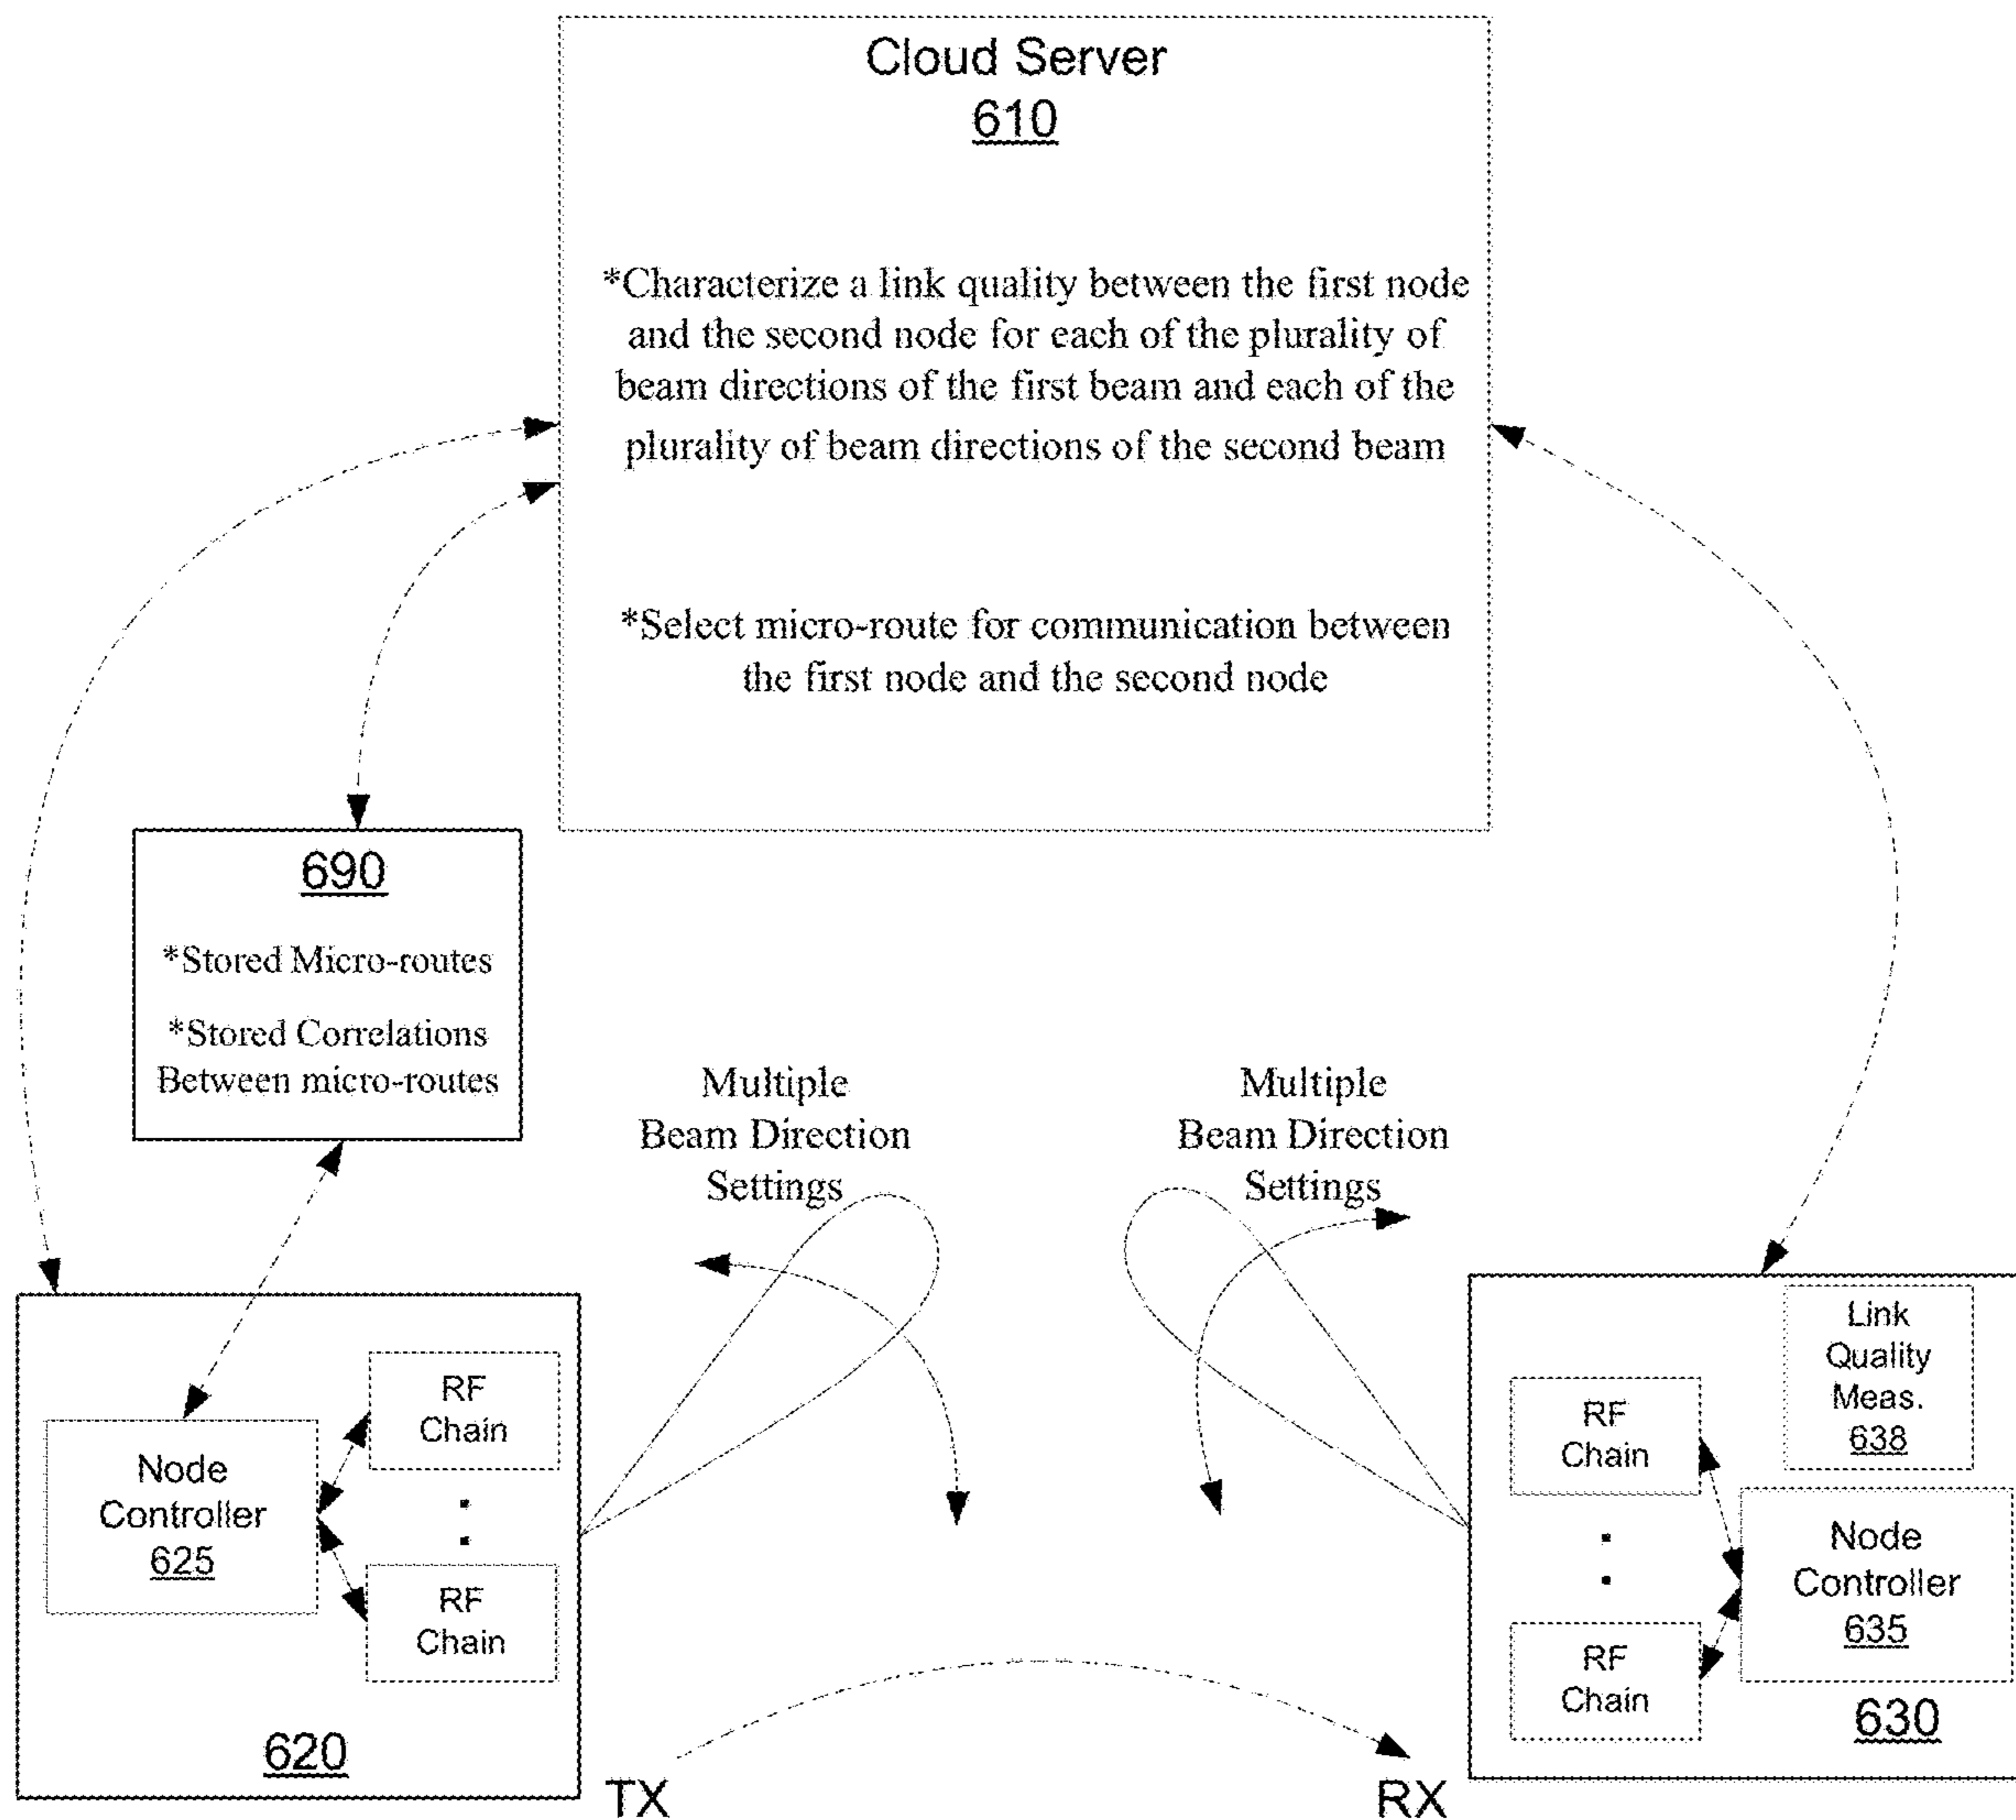 Cloud Server
610
*Characterize a link quality between the first node
and the second node for each of the plurality of
beam directions of the first beam and each of the
plurality of beam directions of the second beam
*Select micro-route for communication between
the first node and the second node
690
*Stored Micro-routes
*Stored Correlations
Between micro-routes
Multiple
Beam Direction
Settings
Multiple
Beam Direction
Settings
Node
Controller
625
RF
Chain
RF
Chain
620
TX
RX
RF
Chain
RF
Chain
Link
Quality
Meas.
638
Node
Controller
635
630